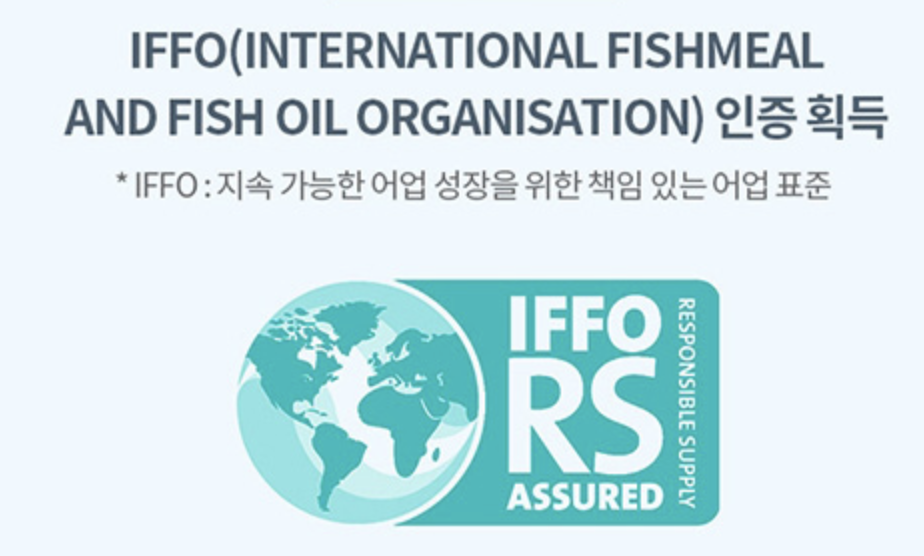 IFFO(INTERNATIONAL FISHMEAL
AND FISH OIL ORGANISATION) 인증 획득
* IFFO : 지속 가능한 어업 성장을 위한 책임 있는 어업 표준
IFFO
RS
ASSURED
RESPONSIBLE SUPPLY